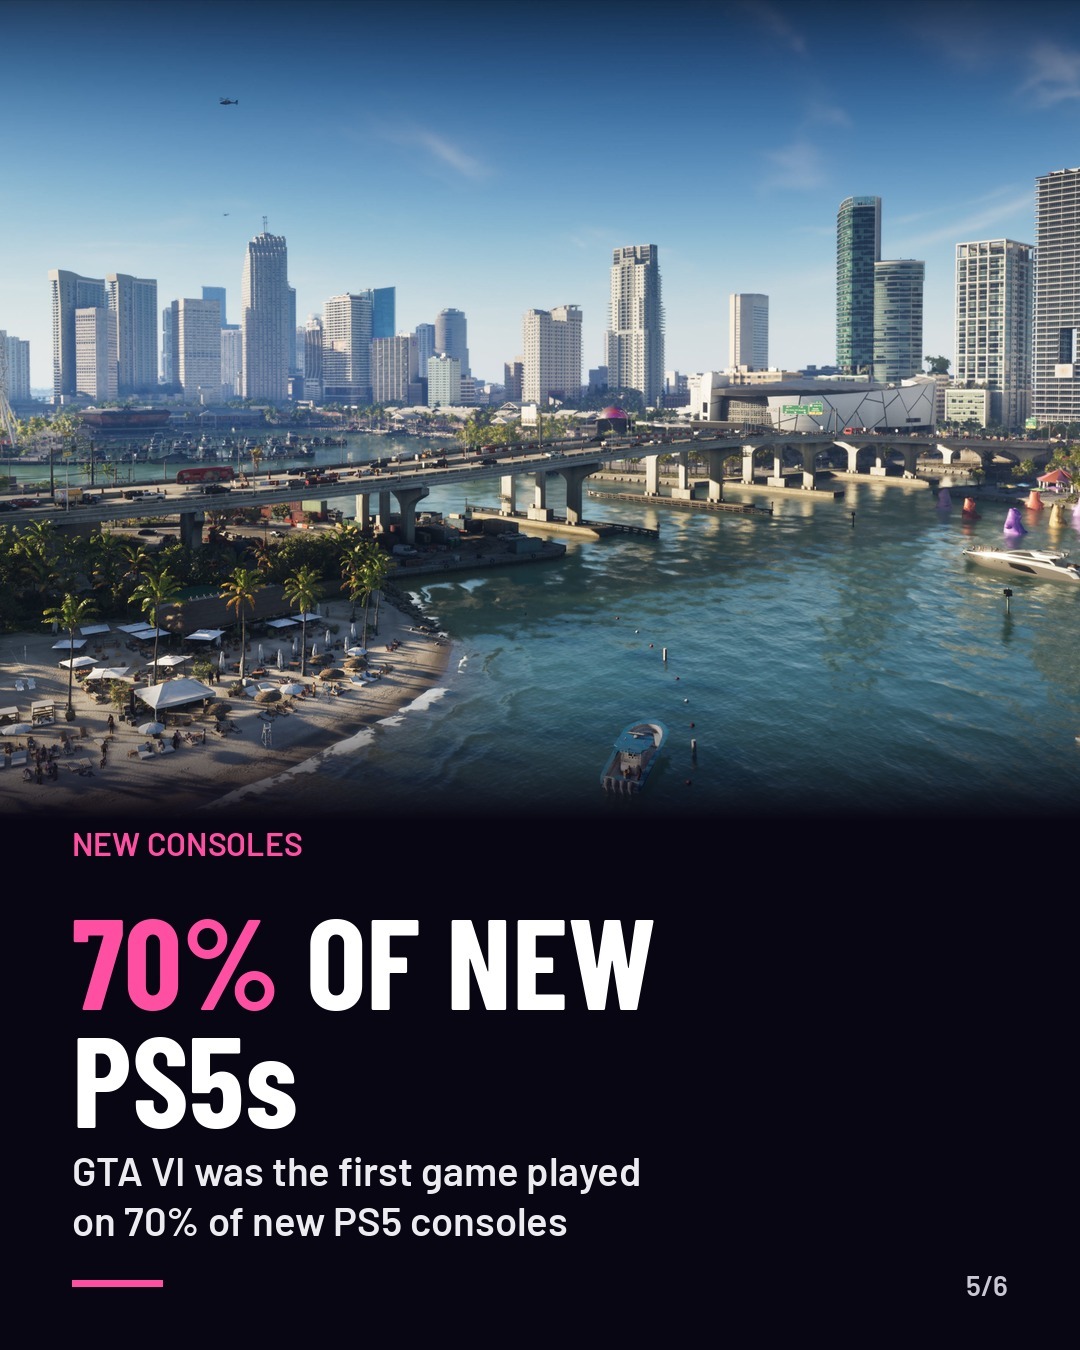 NEW CONSOLES
70% OF NEW
PS5s
GTA VI was the first game played
on 70% of new PS5 consoles
5/6